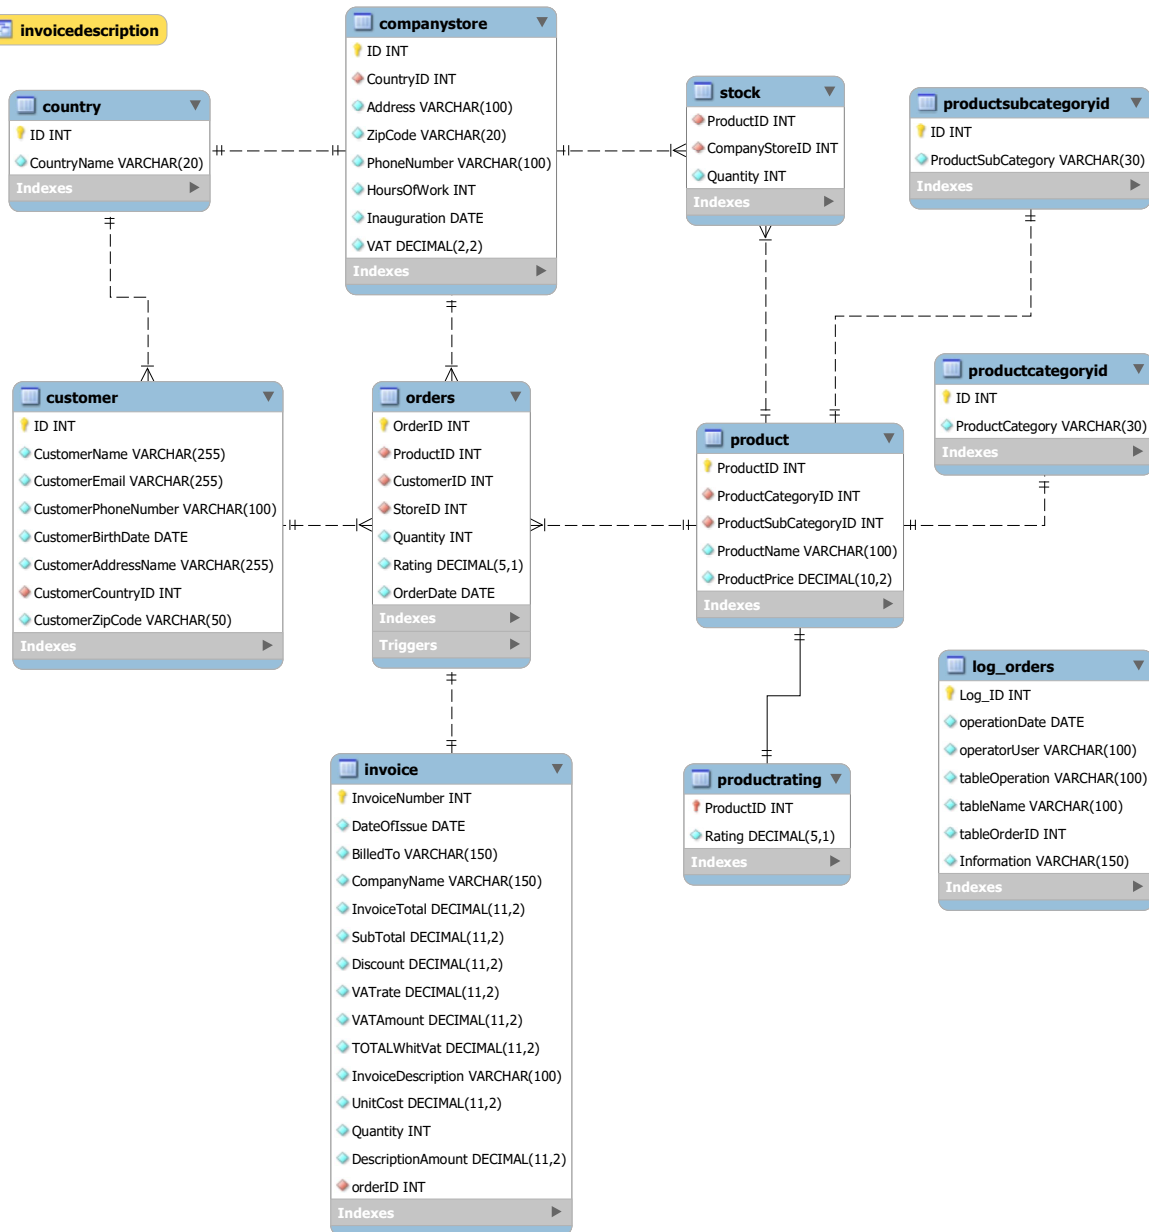 invoicedescription
companystore
ID INT
CountryID INT
Address VARCHAR(100)
ZipCode VARCHAR(20)
PhoneNumber VARCHAR(100)
HoursOfWork INT
Inauguration DATE
VAT DECIMAL(2,2)
Indexes
country
ID INT
CountryName VARCHAR(20)
Indexes
stock
ProductID INT
CompanyStoreID INT
Quantity INT
Indexes
productsubcategoryid
ID INT
ProductSubCategory VARCHAR(30)
Indexes
customer
ID INT
CustomerName VARCHAR(255)
CustomerEmail VARCHAR(255)
CustomerPhoneNumber VARCHAR(100)
CustomerBirthDate DATE
CustomerAddressName VARCHAR(255)
CustomerCountryID INT
CustomerZipCode VARCHAR(50)
Indexes
orders
OrderID INT
ProductID INT
CustomerID INT
StoreID INT
Quantity INT
Rating DECIMAL(5,1)
OrderDate DATE
Indexes
Triggers
product
ProductID INT
ProductCategoryID INT
ProductSubCategoryID INT
ProductName VARCHAR(100)
ProductPrice DECIMAL(10,2)
Indexes
productcategoryid
ID INT
ProductCategory VARCHAR(30)
Indexes
log_orders
Log_ID INT
operationDate DATE
operatorUser VARCHAR(100)
tableOperation VARCHAR(100)
tableName VARCHAR(100)
tableOrderID INT
Information VARCHAR(150)
Indexes
invoice
InvoiceNumber INT
DateOfIssue DATE
BilledTo VARCHAR(150)
CompanyName VARCHAR(150)
InvoiceTotal DECIMAL(11,2)
SubTotal DECIMAL(11,2)
Discount DECIMAL(11,2)
VATrate DECIMAL(11,2)
VATAmount DECIMAL(11,2)
TOTALWhitVat DECIMAL(11,2)
InvoiceDescription VARCHAR(100)
UnitCost DECIMAL(11,2)
Quantity INT
DescriptionAmount DECIMAL(11,2)
orderID INT
Indexes
productrating
ProductID INT
Rating DECIMAL(5,1)
Indexes